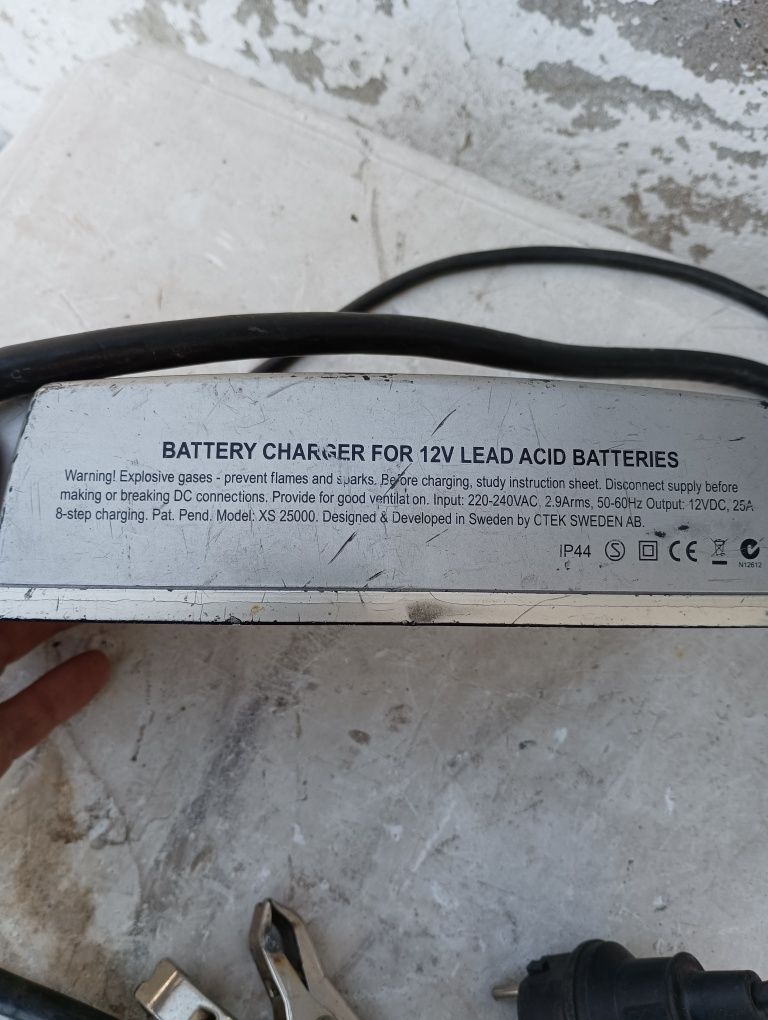 BATTERY CHARGER FOR 12V LEAD ACID BATTERIES
Warning! Explosive gases - prevent flames and sparks. Before charging, study instruction sheet. Disconnect supply before
making or breaking DC connections. Provide for good ventilation. Input: 220-240VAC, 2.9Arms, 50-60Hz Output: 12VDC, 25A
8-step charging. Pat. Pend. Model: XS 25000. Designed & Developed in Sweden by CTEK SWEDEN AB.
IP44 S CE
N12612